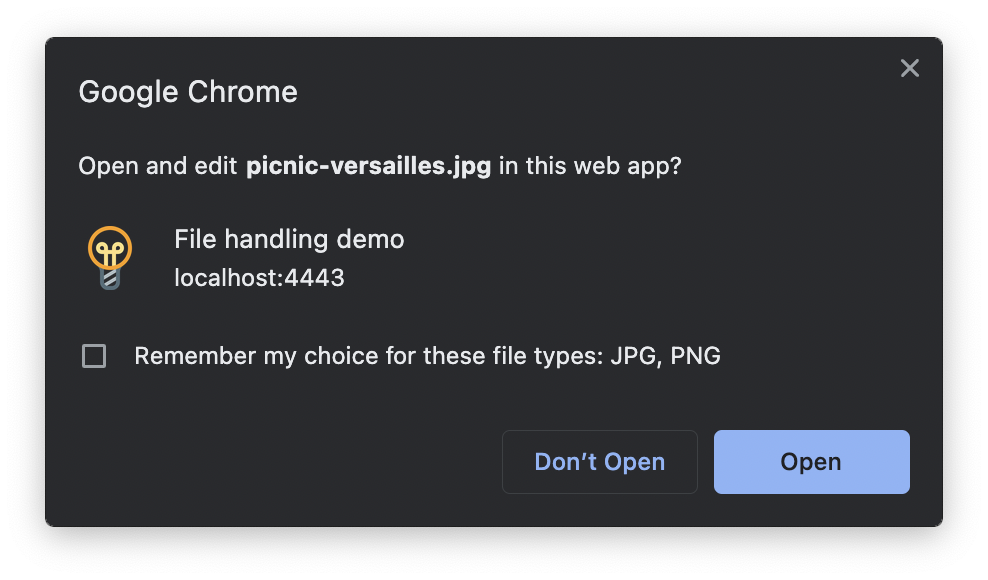 Google Chrome
Open and edit picnic-versailles.jpg in this web app?
File handling demo
localhost:4443
Remember my choice for these file types: JPG, PNG
Don’t Open
Open